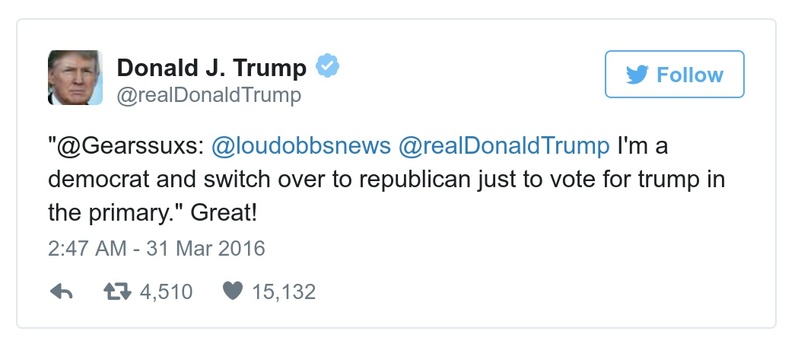 Donald J. Trump
@realDonaldTrump
Follow
"@Gearssuxs: @loudobbsnews @realDonaldTrump I'm a
democrat and switch over to republican just to vote for trump in
the primary." Great!
2:47 AM - 31 Mar 2016
4,510 15,132